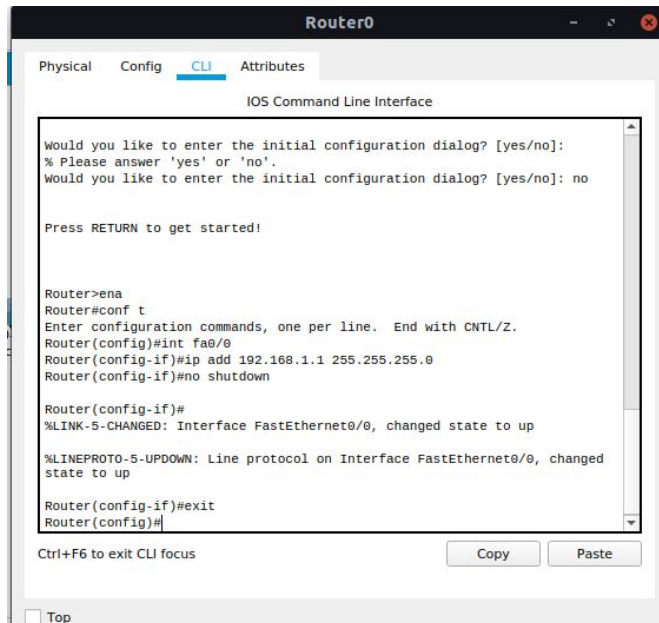 Router0
Physical Config CLI Attributes
IOS Command Line Interface
Would you like to enter the initial configuration dialog? [yes/no]:
% Please answer 'yes' or 'no'.
Would you like to enter the initial configuration dialog? [yes/no]: no
Press RETURN to get started!
Router>ena
Router#conf t
Enter configuration commands, one per line.  End with CNTL/Z.
Router(config)#int fa0/0
Router(config-if)#ip add 192.168.1.1 255.255.255.0
Router(config-if)#no shutdown
Router(config-if)#
%LINK-5-CHANGED: Interface FastEthernet0/0, changed state to up
%LINEPROTO-5-UPDOWN: Line protocol on Interface FastEthernet0/0, changed
state to up
Router(config-if)#exit
Router(config)#
Ctrl+F6 to exit CLI focus
Copy Paste
Top